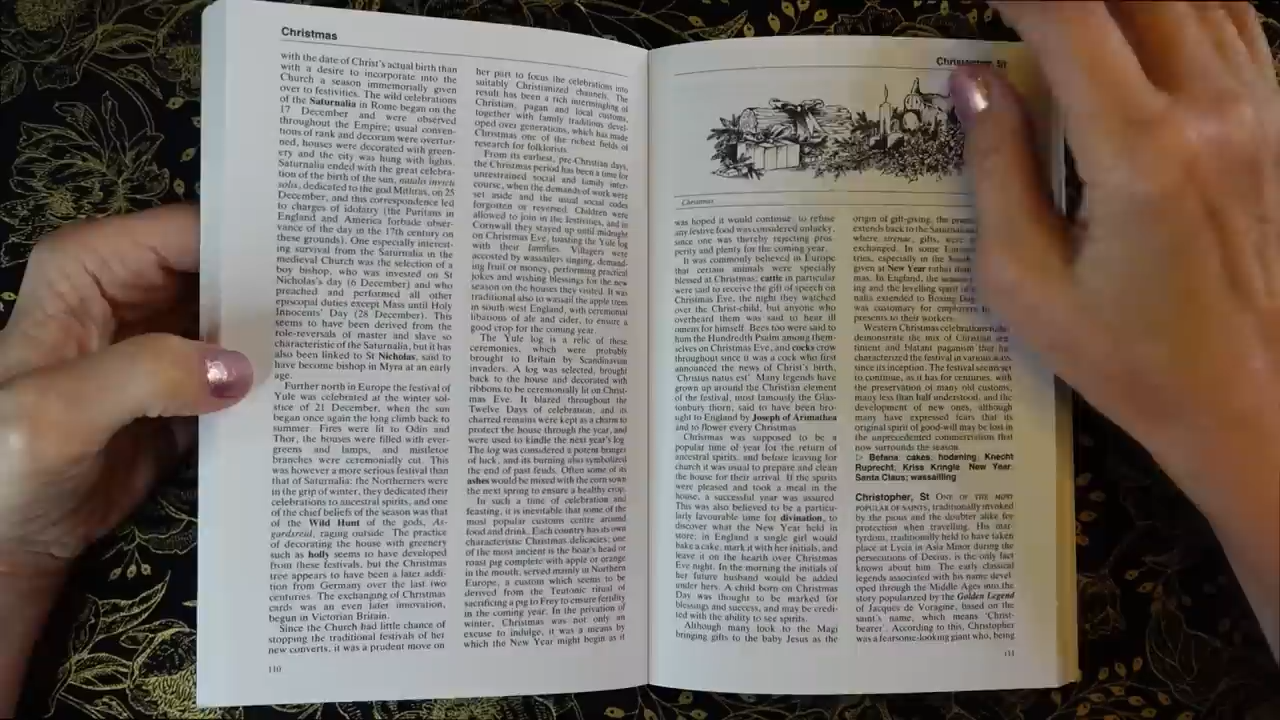 Christmas
with the date of Christ's actual birth than
with a desire to incorporate into the
Church a season immemorially given
over to festivities. The wild celebrations
of the Saturnalia in Rome began on the
17 December and were observed
throughout the Empire; usual conven-
tions of rank and decorum were overtur-
ned, houses were decorated with green-
ery and the city was hung with lights.
Saturnalia ended with the great celebra-
tion of the birth of the sun, natalis invicti
solis, dedicated to the god Mithras, on 25
December, and this correspondence led
to charges of idolatry (the Puritans in
England and America forbade obser-
vance of the day in the 17th century on
these grounds). One especially interest-
ing survival from the Saturnalia in the
medieval Church was the selection of a
boy bishop, who was invested on St
Nicholas's day (6 December) and who
preached and performed all other
episcopal duties except Mass until Holy
Innocents' Day (28 December). This
seems to have been derived from the
role-reversals of master and slave so
characteristic of the Saturnalia, but it has
also been linked to St Nicholas, said to
have become bishop in Myra at an early
age.
Further north in Europe the festival of
Yule was celebrated at the winter sol-
stice of 21 December, when the sun
began once again the long climb back to
summer. Fires were lit to Odin and
Thor, the houses were filled with ever-
greens and lamps, and mistletoe
branches were ceremonially cut. This
was however a more serious festival than
that of Saturnalia: the Northerners were
in the grip of winter, they dedicated their
celebrations to ancestral spirits, and one
of the chief beliefs of the season was that
of the Wild Hunt of the gods, As-
gardsreid, raging outside. The practice
of decorating the house with greenery
such as holly seems to have developed
from these festivals, but the Christmas
tree appears to have been a later addi-
tion from Germany over the last two
centuries. The exchanging of Christmas
cards was an even later innovation,
begun in Victorian Britain.
Since the Church had little chance of
stopping the traditional festivals of her
new converts, it was a prudent move on
her part to focus the celebrations into
suitably Christianized channels. The
result has been a rich intermingling of
Christian, pagan and local customs,
together with family traditions devel-
oped over generations, which has made
Christmas one of the richest fields of
research for folklorists.
From its earliest, pre-Christian days,
the Christmas period has been a time for
unrestrained social and family inter-
course, when the demands of work were
set aside and the usual social codes
forgotten or reversed. Children were
allowed to join in the festivities, and in
Cornwall they stayed up until midnight
on Christmas Eve, toasting the Yule log
with their families. Villagers were
accosted by wassailers singing, demand-
ing fruit or money, performing practical
jokes and wishing blessings for the new
season on the houses they visited. It was
traditional also to wassail the apple trees
in south-west England, with ceremonial
libations of ale and cider, to ensure a
good crop for the coming year.
The Yule log is a relic of these
ceremonies, which were probably
brought to Britain by Scandinavian
invaders. A log was selected, brought
back to the house and decorated with
ribbons to be ceremonially lit on Christ-
mas Eve. It blazed throughout the
Twelve Days of celebration, and its
charred remains were kept as a charm to
protect the house through the year, and
were used to kindle the next year's log.
The log was considered a potent bringer
of luck, and its burning also symbolized
the end of past feuds. Often some of its
ashes would be mixed with the corn sown
the next spring to ensure a healthy crop.
In such a time of celebration and
feasting, it is inevitable that some of the
most popular customs centre around
food and drink. Each country has its own
characteristic Christmas delicacies; one
of the most ancient is the boar's head or
roast pig complete with apple or orange
in the mouth, served mainly in Northern
Europe, a custom which seems to be
derived from the Teutonic ritual of
sacrificing a pig to Frey to ensure fertility
in the coming year. In the privation of
winter, Christmas was not only an
excuse to indulge, it was a means by
which the New Year might begin as it
110
Christopher, St
Christmas
was hoped it would continue; to refuse
any festive food was considered unlucky,
since one was thereby rejecting pros-
perity and plenty for the coming year.
It was commonly believed in Europe
that certain animals were specially
blessed at Christmas; cattle in particular
were said to receive the gift of speech on
Christmas Eve, the night they watched
over the Christ-child, but anyone who
overheard them was said to hear ill
omens for himself. Bees too were said to
hum the Hundredth Psalm among them-
selves on Christmas Eve, and cocks crow
throughout since it was a cock who first
announced the news of Christ's birth,
'Christus natus est' Many legends have
grown up around the Christian element
of the festival, most famously the Glas-
tonbury thorn, said to have been bro-
ught to England by Joseph of Arimathea
and to flower every Christmas
Christmas was supposed to be a
popular time of year for the return of
ancestral spirits, and before leaving for
church it was usual to prepare and clean
the house for their arrival. If the spirits
were pleased and took a meal in the
house, a successful year was assured.
This was also believed to be a particu-
larly favourable time for divination, to
discover what the New Year held in
store; in England a single girl would
bake a cake, mark it with her initials, and
leave it on the hearth over Christmas
Eve night. In the morning the initials of
her future husband would be added
under hers. A child born on Christmas
Day was thought to be marked for
blessings and success, and may be credi-
ted with the ability to see spirits.
Although many look to the Magi
bringing gifts to the baby Jesus as the
origin of gift-giving, the
extends back to the Saturnalia
where strenae, gifts, were
exchanged. In some
tries, especially in the
given at New Year rather
mas. In England, the
ing and the levelling spirit
nalia extended to Boxing Day
was customary for employers
presents to their workers.
Western Christmas celebrations
demonstrate the mix of Christian sen-
timent and blatant paganism that
characterized the festival in various
since its inception. The festival seems set
to continue, as it has for centuries, with
the preservation of many old customs,
many less than half understood, and the
development of new ones, although
many have expressed fears that its
original spirit of good-will may be lost in
the unprecedented commercialism that
now surrounds the season
▷ Befana cakes; hodening; Knecht
Ruprecht; Kriss Kringle New Year;
Santa Claus; wassailling
Christopher, St ONE OF THE MOST
POPULAR OF SAINTS, traditionally invoked
by the pious and the doubter alike for
protection when travelling. His mar-
tyrdom, traditionally held to have taken
place at Lycia in Asia Minor during the
persecutions of Decius, is the only fact
known about him. The early classical
legends associated with his name devel-
oped through the Middle Ages into the
story popularized by the Golden Legend
of Jacques de Voragine, based on the
saint's name, which means 'Christ-
bearer'. According to this, Christopher
was a fearsome-looking giant who, being
111